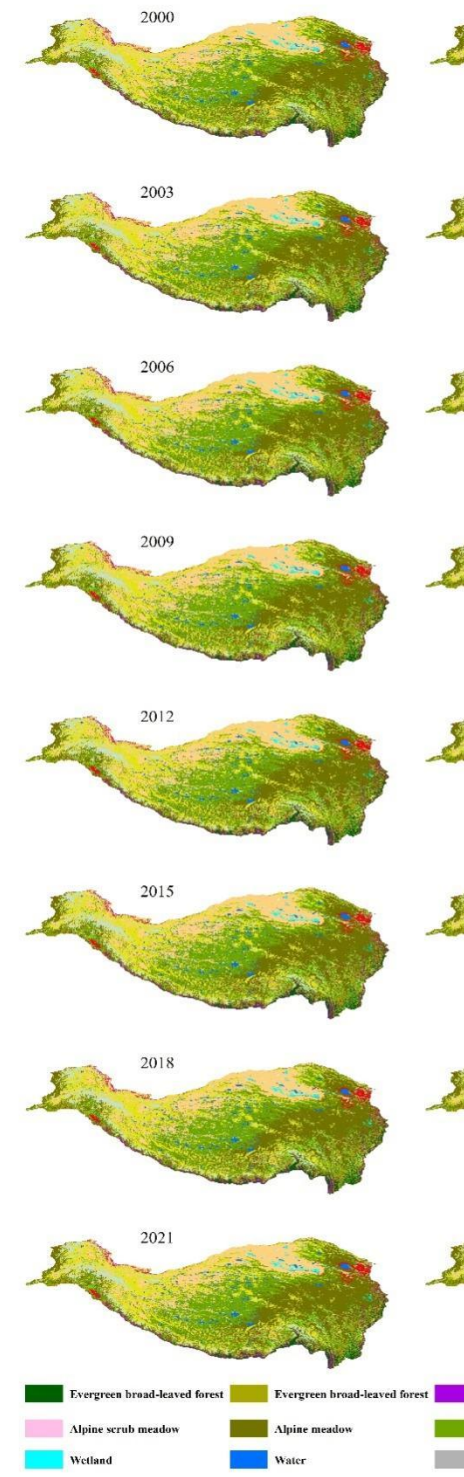 2000
2003
2006
2009
2012
2015
2018
2021
Evergreen broad-leaved forest Evergreen broad-leaved forest
Alpine scrub meadow Alpine meadow
Wetland Water